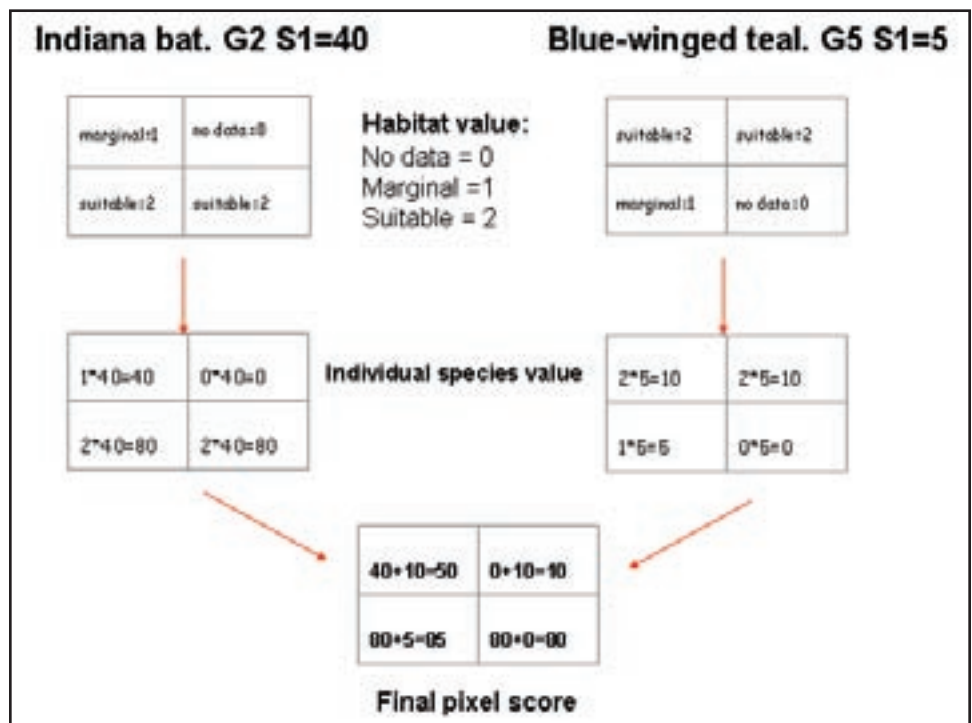 Indiana bat. G2 S1=40
Blue-winged teal. G5 S1=5
marginal=1 no data=0
suitable=2 suitable=2
Habitat value:
No data = 0
Marginal =1
Suitable = 2
suitable=2 suitable=2
marginal=1 no data=0
1*40=40 0*40=0
2*40=80 2*40=80
Individual species value
2*5=10 2*5=10
1*5=5 0*5=0
40+10=50 0+10=10
80+5=85 80+0=80
Final pixel score